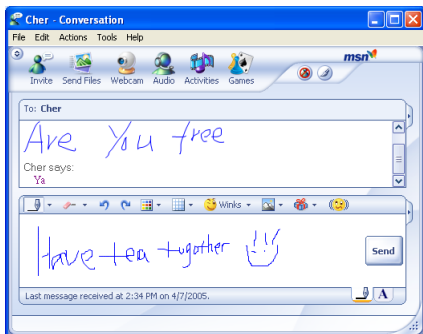 Cher - Conversation
File Edit Actions Tools Help
msn
Invite Send Files Webcam Audio Activities Games
To: Cher
Are You free
Cher says:
Ya
Winks
Have tea togother
Send
Last message received at 2:34 PM on 4/7/2005.
A